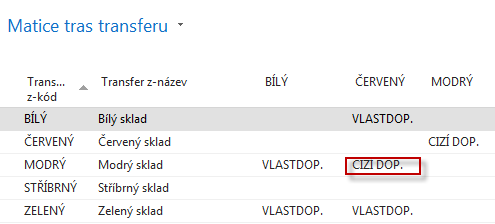 Matice tras transferu
Trans... z-kód Transfer z-název BÍLÝ ČERVENÝ MODRÝ
BÍLÝ Bílý sklad VLASTDOP.
ČERVENÝ Červený sklad CIZÍ DOP.
MODRÝ Modrý sklad VLASTDOP. CIZÍ DOP.
STŘÍBRNÝ Stříbrný sklad
ZELENÝ Zelený sklad VLASTDOP. VLASTDOP.